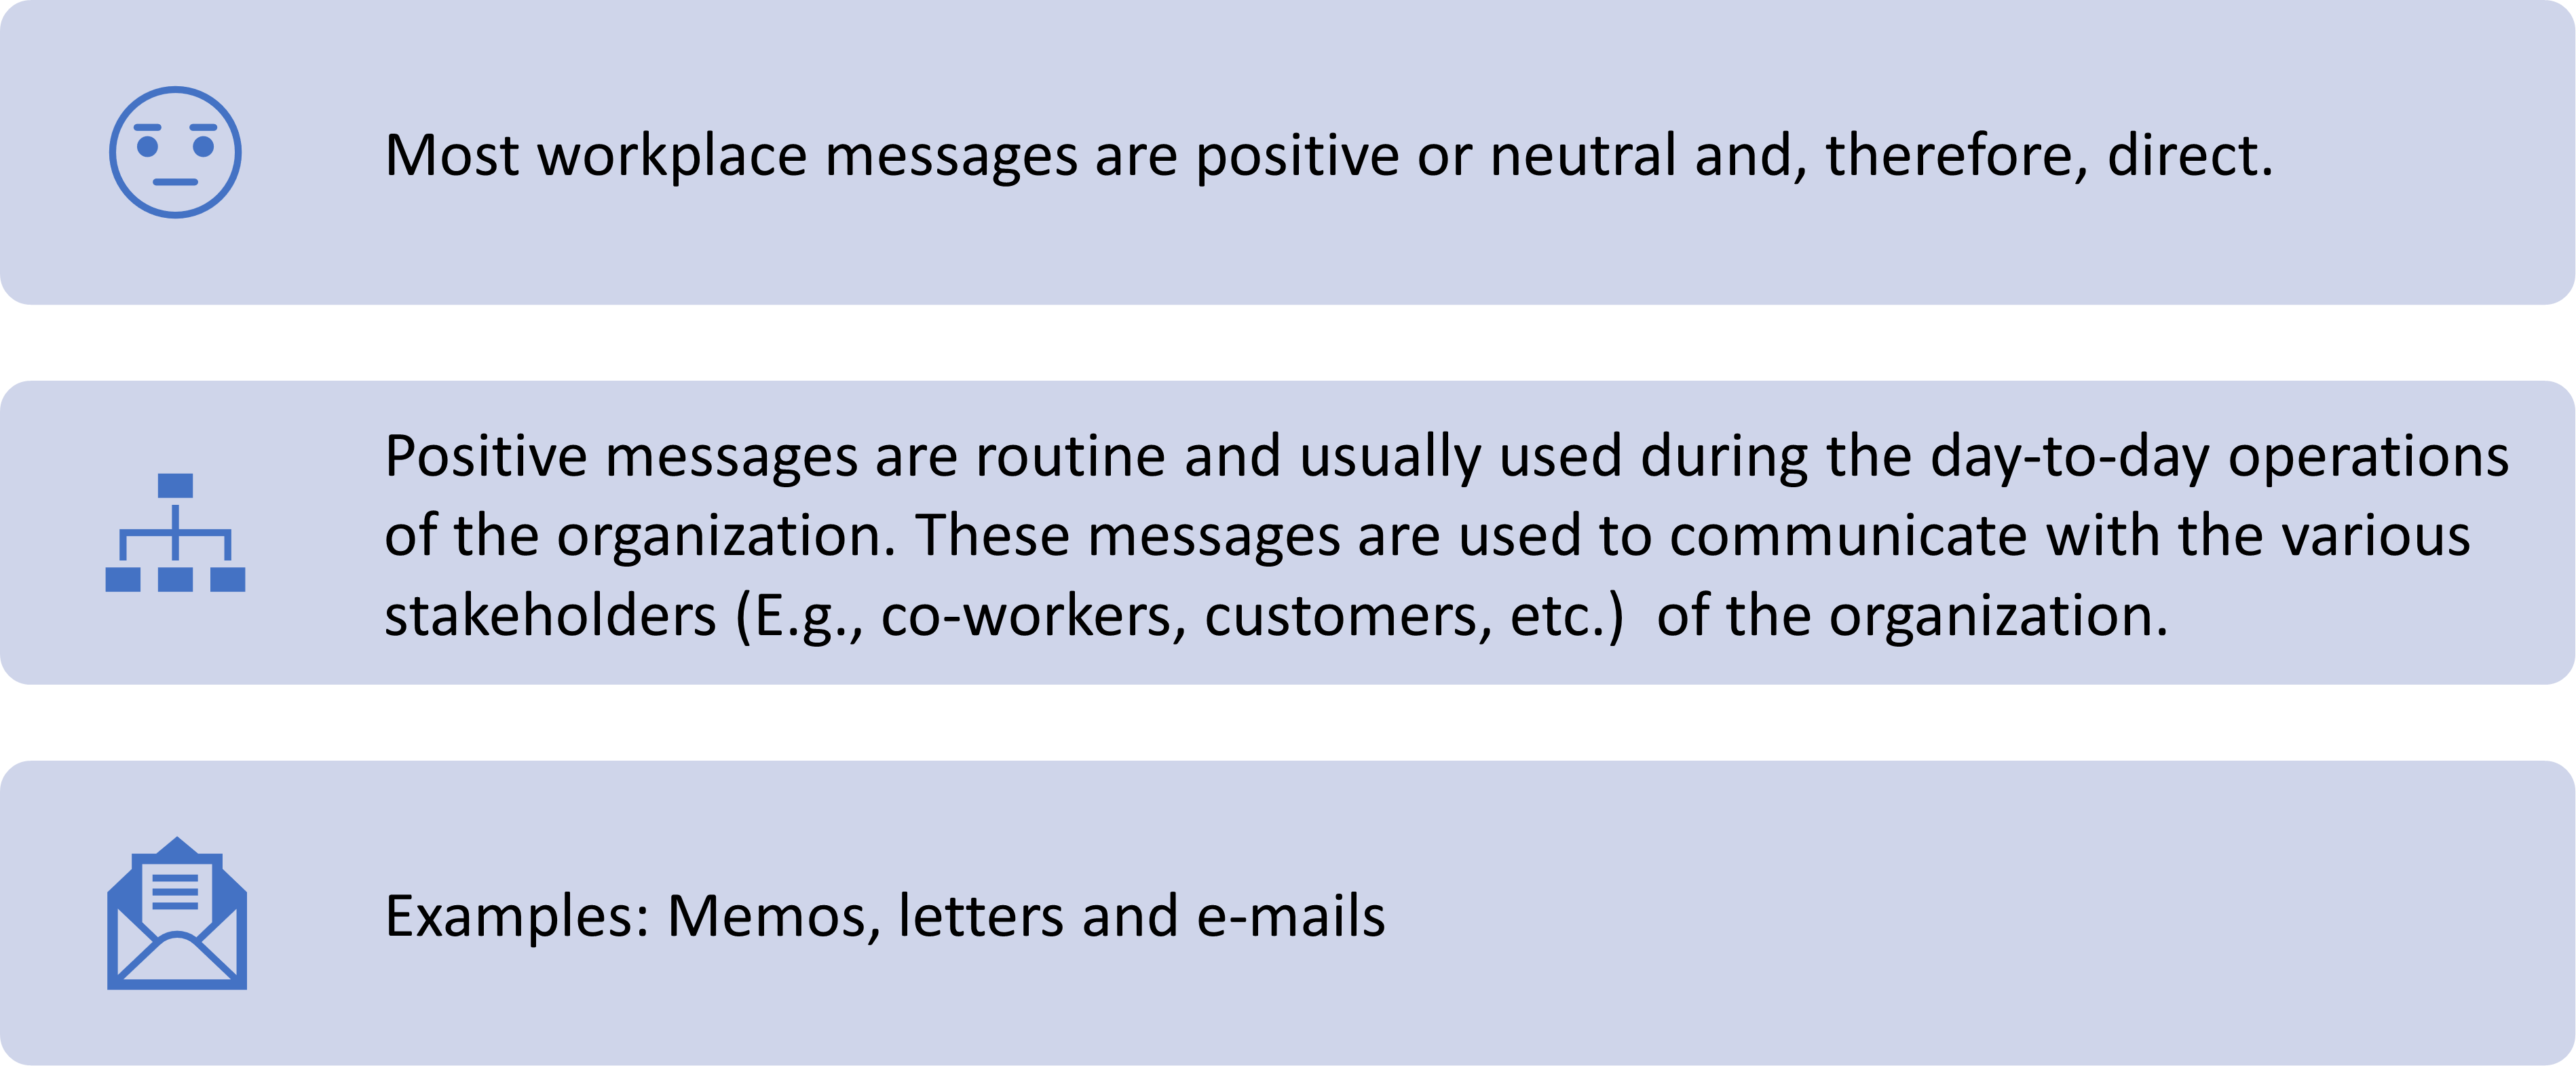 Most workplace messages are positive or neutral and, therefore, direct.
Positive messages are routine and usually used during the day-to-day operations
of the organization. These messages are used to communicate with the various
stakeholders (E.g., co-workers, customers, etc.)  of the organization.
Examples: Memos, letters and e-mails